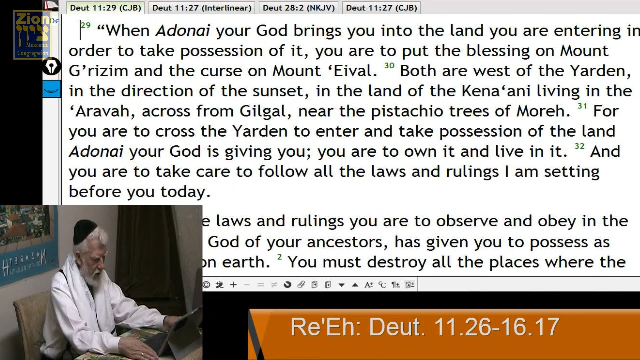 Zion
ציון
Messianic
Congregation
Deut 11:29 (CJB) Deut 11:27 (Interlinear) Deut 28:2 (NKJV) Deut 11:27 (CJB)
29 “When Adonai your God brings you into the land you are entering in
order to take possession of it, you are to put the blessing on Mount
G’rizim and the curse on Mount ‘Eival. 30 Both are west of the Yarden,
in the direction of the sunset, in the land of the Kena‘ani living in the
‘Aravah, across from Gilgal, near the pistachio trees of Moreh. 31 For
you are to cross the Yarden to enter and take possession of the land
Adonai your God is giving you; you are to own it and live in it. 32 And
you are to take care to follow all the laws and rulings I am setting
before you today.
e laws and rulings you are to observe and obey in the
God of your ancestors, has given you to possess as
on earth. 2 You must destroy all the places where the
Re'Eh: Deut. 11.26-16.17